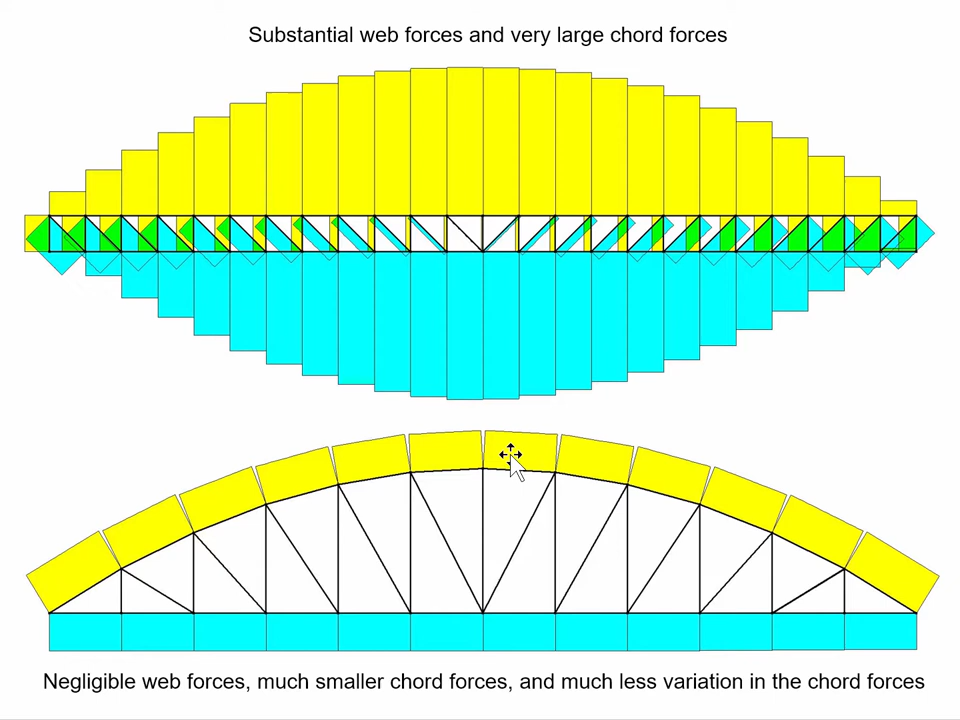 Substantial web forces and very large chord forces
Negligible web forces, much smaller chord forces, and much less variation in the chord forces